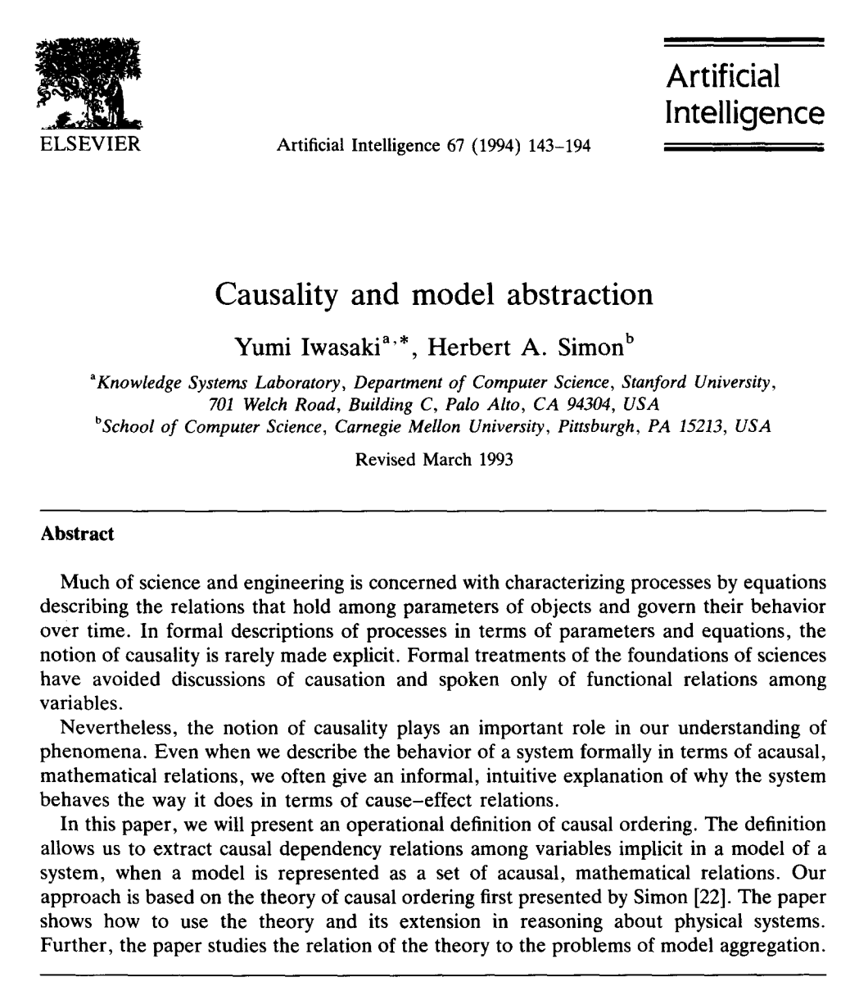 ELSEVIER
Artificial Intelligence 67 (1994) 143–194
Artificial
Intelligence
Causality and model abstraction
Yumi Iwasakiᵃ,*, Herbert A. Simonᵇ
ᵃKnowledge Systems Laboratory, Department of Computer Science, Stanford University,
701 Welch Road, Building C, Palo Alto, CA 94304, USA
ᵇSchool of Computer Science, Carnegie Mellon University, Pittsburgh, PA 15213, USA
Revised March 1993
Abstract
Much of science and engineering is concerned with characterizing processes by equations
describing the relations that hold among parameters of objects and govern their behavior
over time. In formal descriptions of processes in terms of parameters and equations, the
notion of causality is rarely made explicit. Formal treatments of the foundations of sciences
have avoided discussions of causation and spoken only of functional relations among
variables.
Nevertheless, the notion of causality plays an important role in our understanding of
phenomena. Even when we describe the behavior of a system formally in terms of acausal,
mathematical relations, we often give an informal, intuitive explanation of why the system
behaves the way it does in terms of cause–effect relations.
In this paper, we will present an operational definition of causal ordering. The definition
allows us to extract causal dependency relations among variables implicit in a model of a
system, when a model is represented as a set of acausal, mathematical relations. Our
approach is based on the theory of causal ordering first presented by Simon [22]. The paper
shows how to use the theory and its extension in reasoning about physical systems.
Further, the paper studies the relation of the theory to the problems of model aggregation.